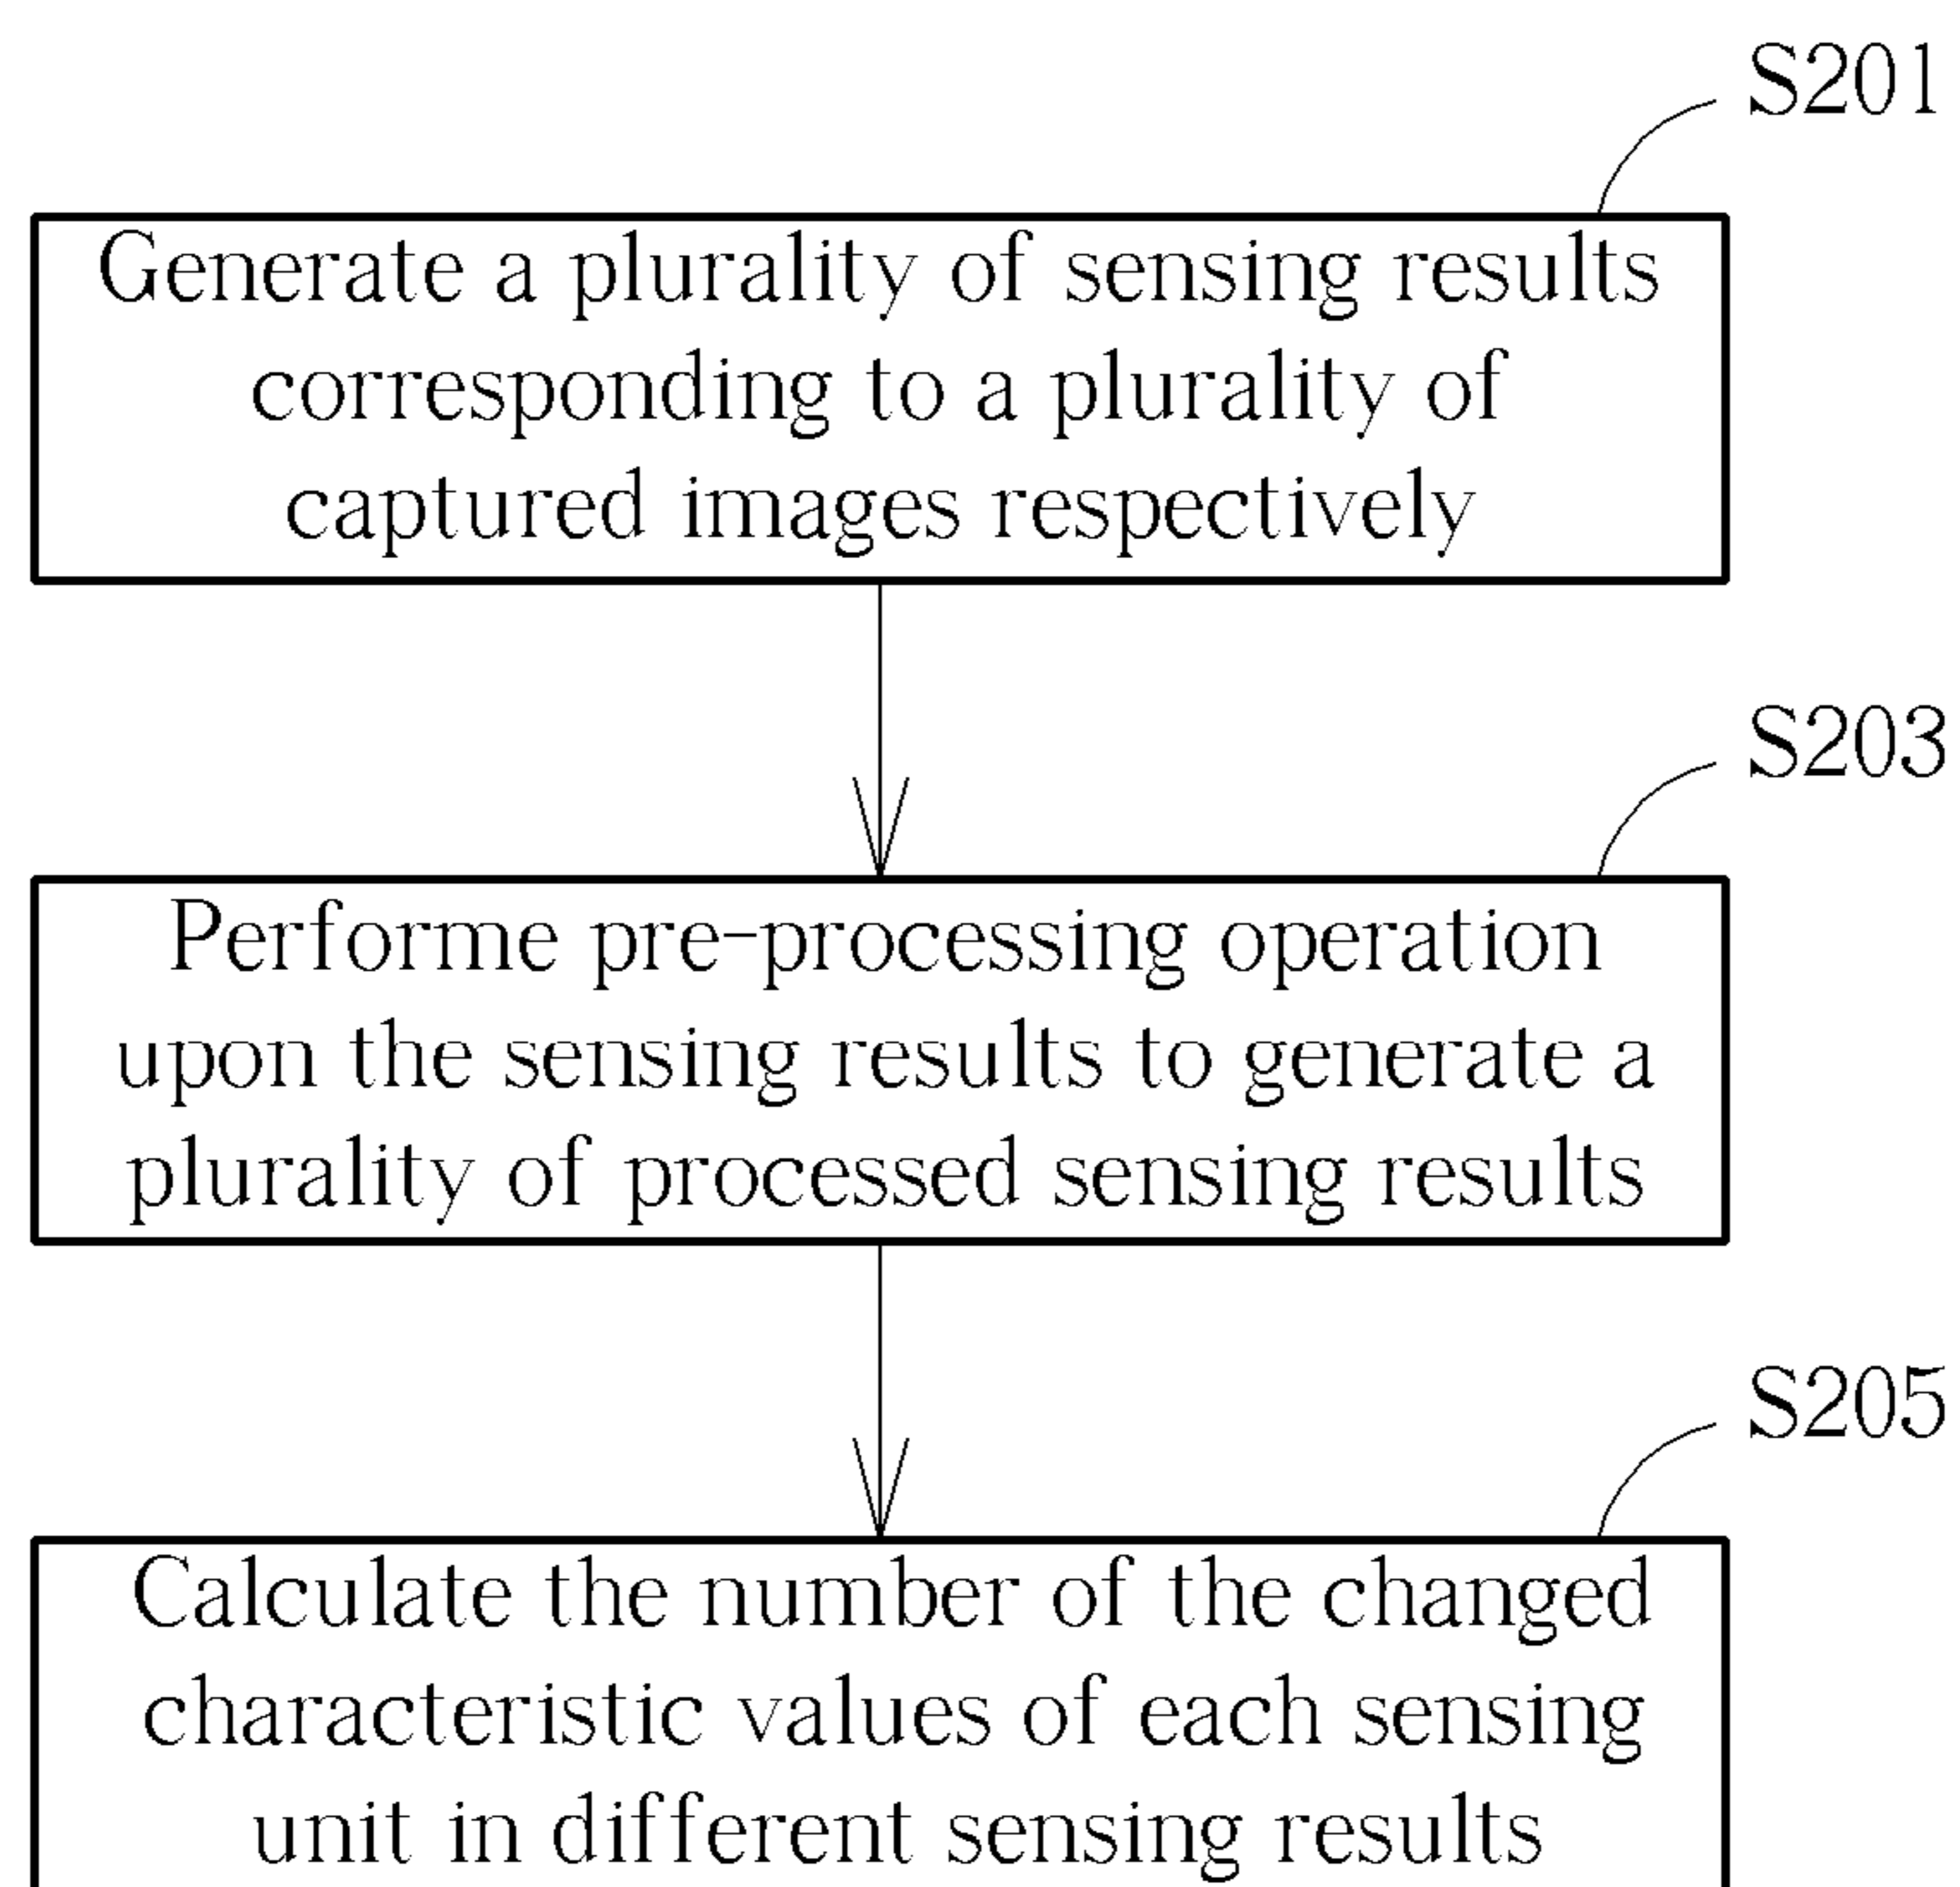 S201
Generate a plurality of sensing results
corresponding to a plurality of
captured images respectively
S203
Performe pre-processing operation
upon the sensing results to generate a
plurality of processed sensing results
S205
Calculate the number of the changed
characteristic values of each sensing
unit in different sensing results